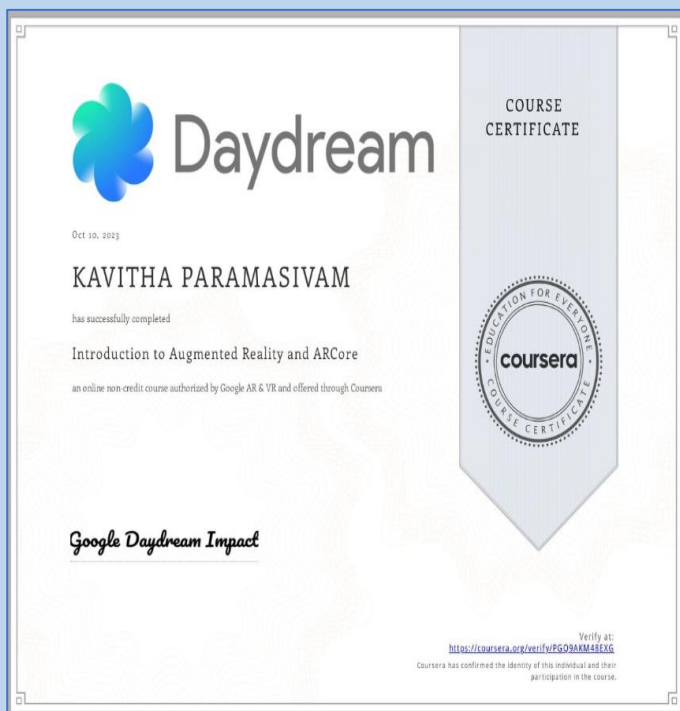 Daydream
COURSE
CERTIFICATE
Oct 10, 2023
KAVITHA PARAMASIVAM
has successfully completed
Introduction to Augmented Reality and ARCore
an online non-credit course authorized by Google AR & VR and offered through Coursera
EDUCATION FOR EVERYONE
coursera
COURSE CERTIFICATE
Google Daydream Impact
Verify at:
https://coursera.org/verify/PGO9AKM48EXG
Coursera has confirmed the identity of this individual and their
participation in the course.